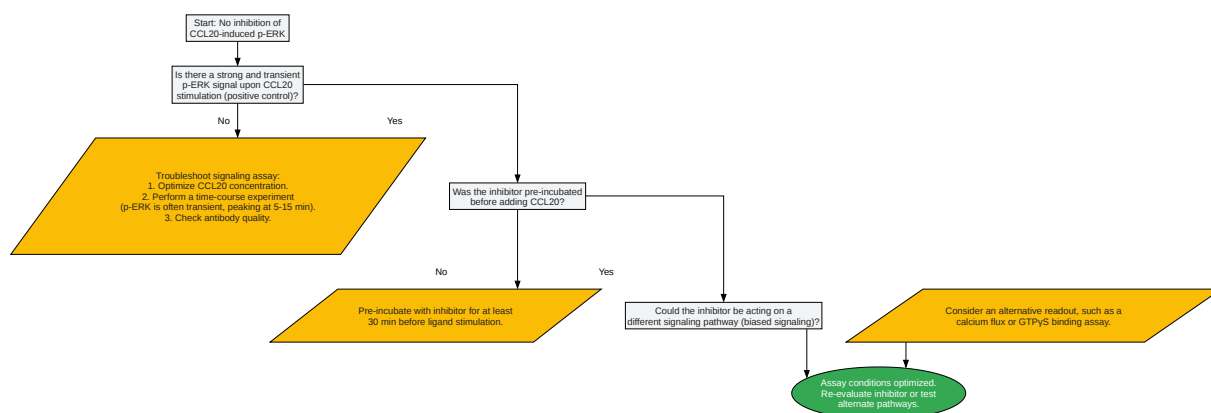 Start: No inhibition of
CCL20-induced p-ERK
Is there a strong and transient
p-ERK signal upon CCL20
stimulation (positive control)?
No
Yes
Troubleshoot signaling assay:
1. Optimize CCL20 concentration.
2. Perform a time-course experiment
(p-ERK is often transient, peaking at 5-15 min).
3. Check antibody quality.
Was the inhibitor pre-incubated
before adding CCL20?
No
Yes
Pre-incubate with inhibitor for at least
30 min before ligand stimulation.
Could the inhibitor be acting on a
different signaling pathway (biased signaling)?
Consider an alternative readout, such as a
calcium flux or GTPγS binding assay.
Assay conditions optimized.
Re-evaluate inhibitor or test
alternate pathways.